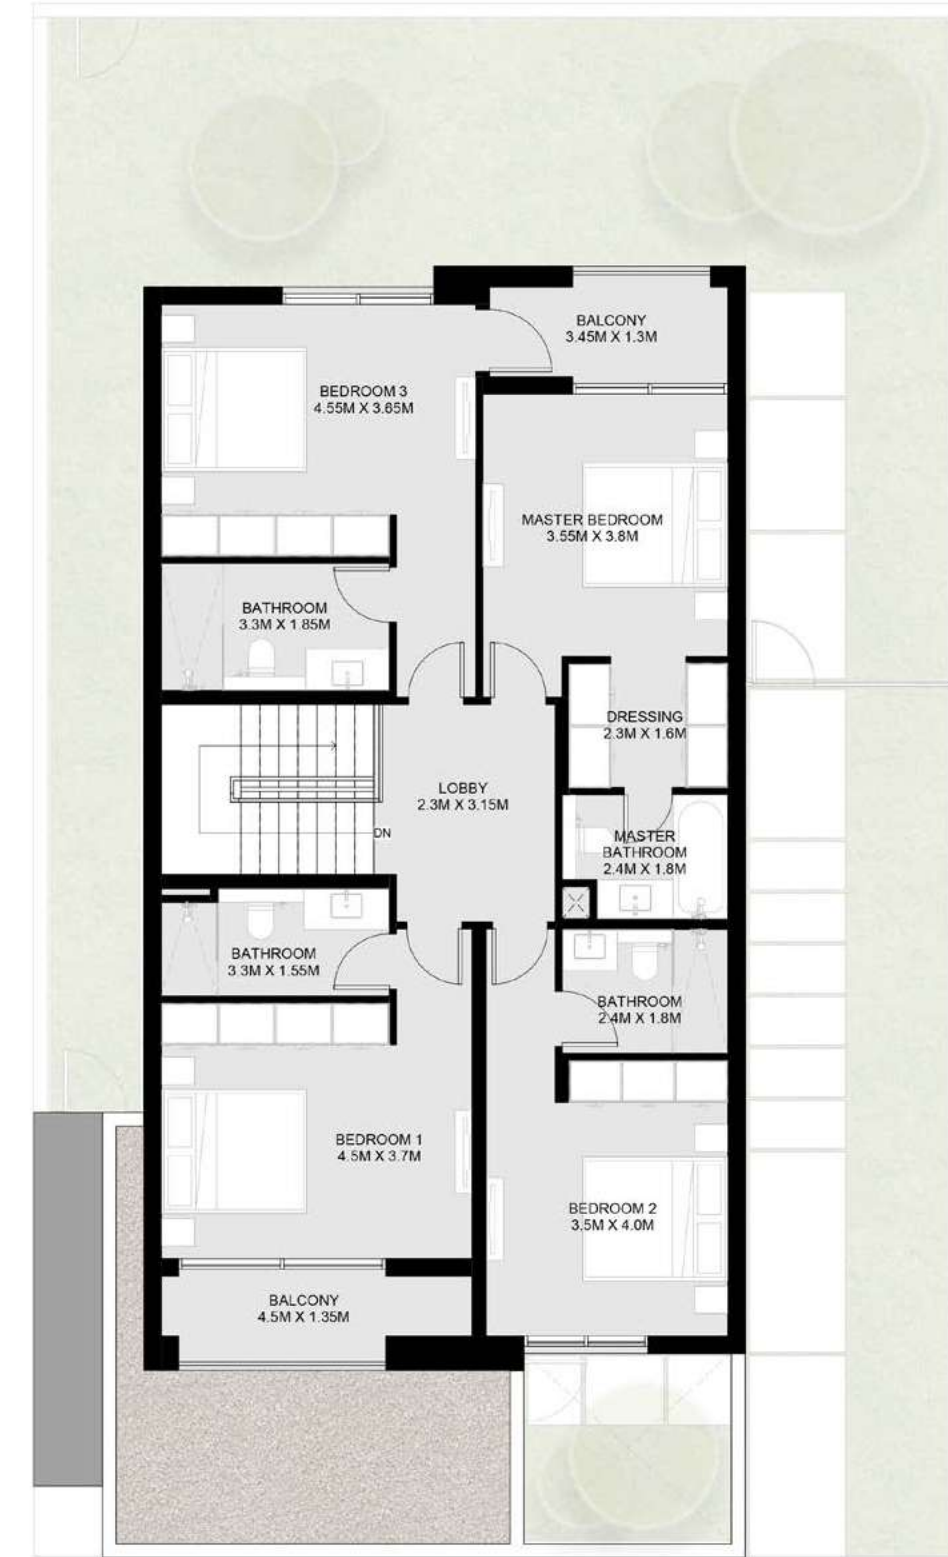 BALCONY
3.45M X 1.3M
BEDROOM 3
4.55M X 3.65M
MASTER BEDROOM
3.55M X 3.8M
BATHROOM
3.3M X 1.85M
DRESSING
2.3M X 1.6M
LOBBY
2.3M X 3.15M
DN
MASTER
BATHROOM
2.4M X 1.8M
BATHROOM
3.3M X 1.55M
BATHROOM
2.4M X 1.8M
BEDROOM 1
4.5M X 3.7M
BEDROOM 2
3.5M X 4.0M
BALCONY
4.5M X 1.35M